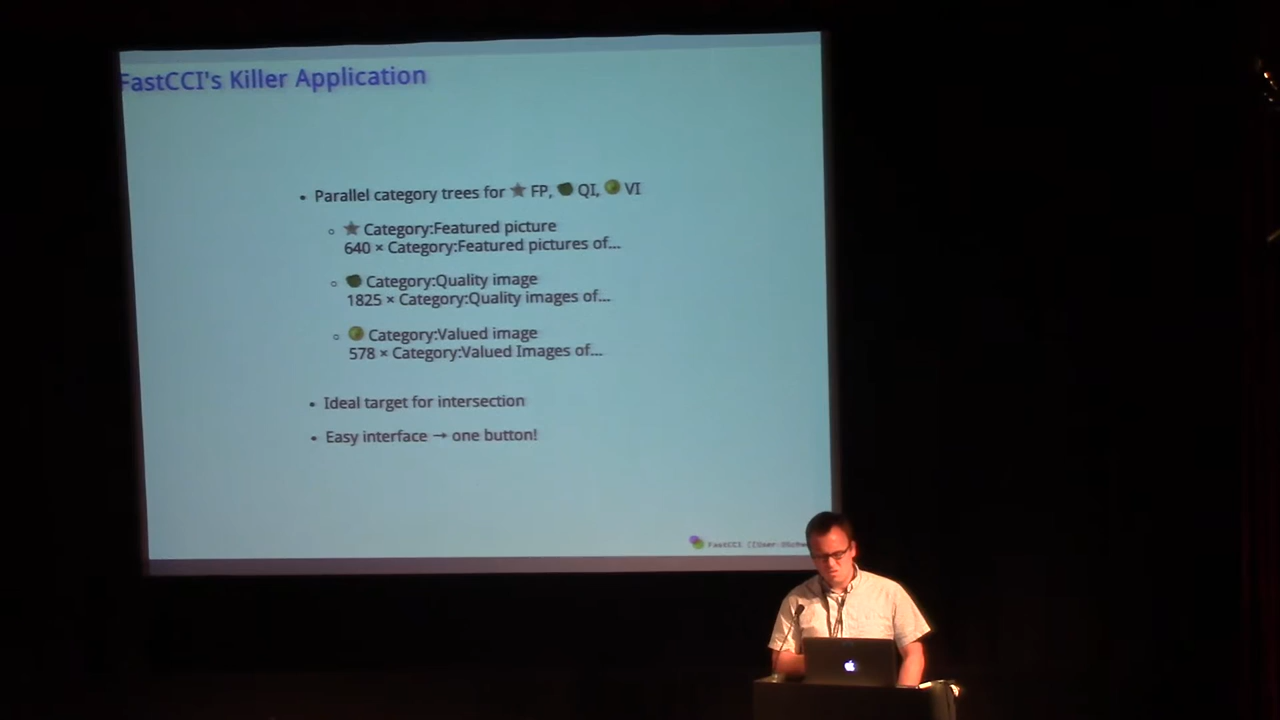 FastCCI's Killer Application
• Parallel category trees for FP, QI, VI
○ Category:Featured picture
640 × Category:Featured pictures of...
○ Category:Quality image
1825 × Category:Quality images of...
○ Category:Valued image
578 × Category:Valued Images of...
• Ideal target for intersection
• Easy interface → one button!
FastCCI